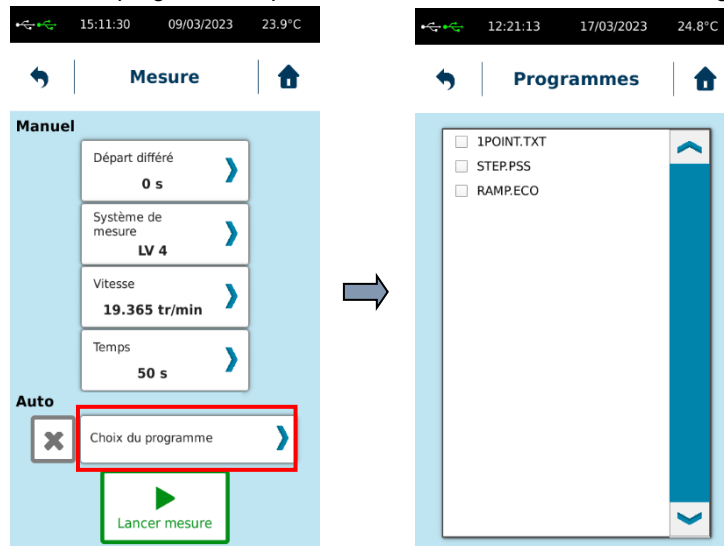 15:11:30 09/03/2023 23.9°C
Mesure
Manuel
Départ différé
0 s
Système de
mesure
LV 4
Vitesse
19.365 tr/min
Temps
50 s
Auto
Choix du programme
Lancer mesure
12:21:13 17/03/2023 24.8°C
Programmes
1POINT.TXT
STEP.PSS
RAMP.ECO